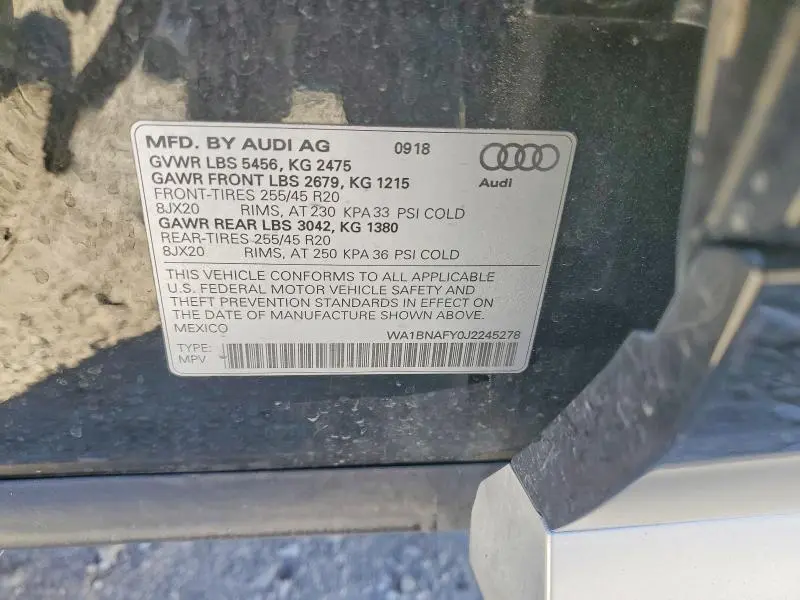 MFD. BY AUDI AG 0918
GVWR LBS 5456, KG 2475
Audi
GAWR FRONT LBS 2679, KG 1215
FRONT-TIRES 255/45 R20
8JX20 RIMS, AT 230 KPA 33 PSI COLD
GAWR REAR LBS 3042, KG 1380
REAR-TIRES 255/45 R20
8JX20 RIMS, AT 250 KPA 36 PSI COLD
THIS VEHICLE CONFORMS TO ALL APPLICABLE
U.S. FEDERAL MOTOR VEHICLE SAFETY AND
THEFT PREVENTION STANDARDS IN EFFECT ON
THE DATE OF MANUFACTURE SHOWN ABOVE.
MEXICO WA1BNAFY0J2245278
TYPE:
MPV